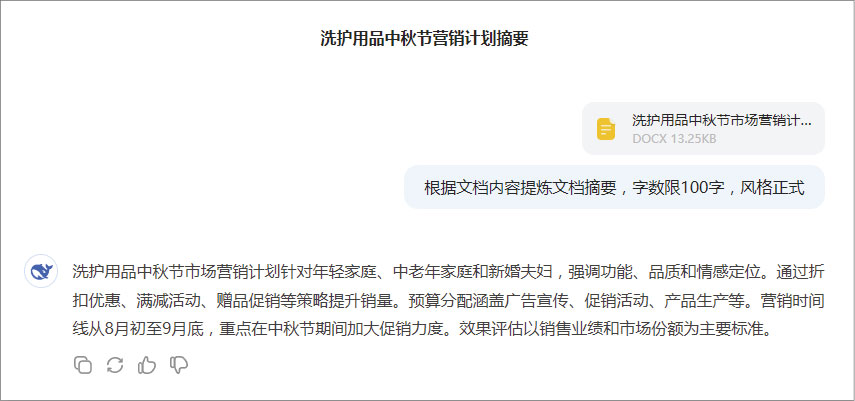 洗护用品中秋节营销计划摘要
洗护用品中秋节市场营销计...
DOCX 13.25KB
根据文档内容提炼文档摘要，字数限100字，风格正式
洗护用品中秋节市场营销计划针对年轻家庭、中老年家庭和新婚夫妇，强调功能、品质和情感定位。通过折
扣优惠、满减活动、赠品促销等策略提升销量。预算分配涵盖广告宣传、促销活动、产品生产等。营销时间
线从8月初至9月底，重点在中秋节期间加大促销力度。效果评估以销售业绩和市场份额为主要标准。